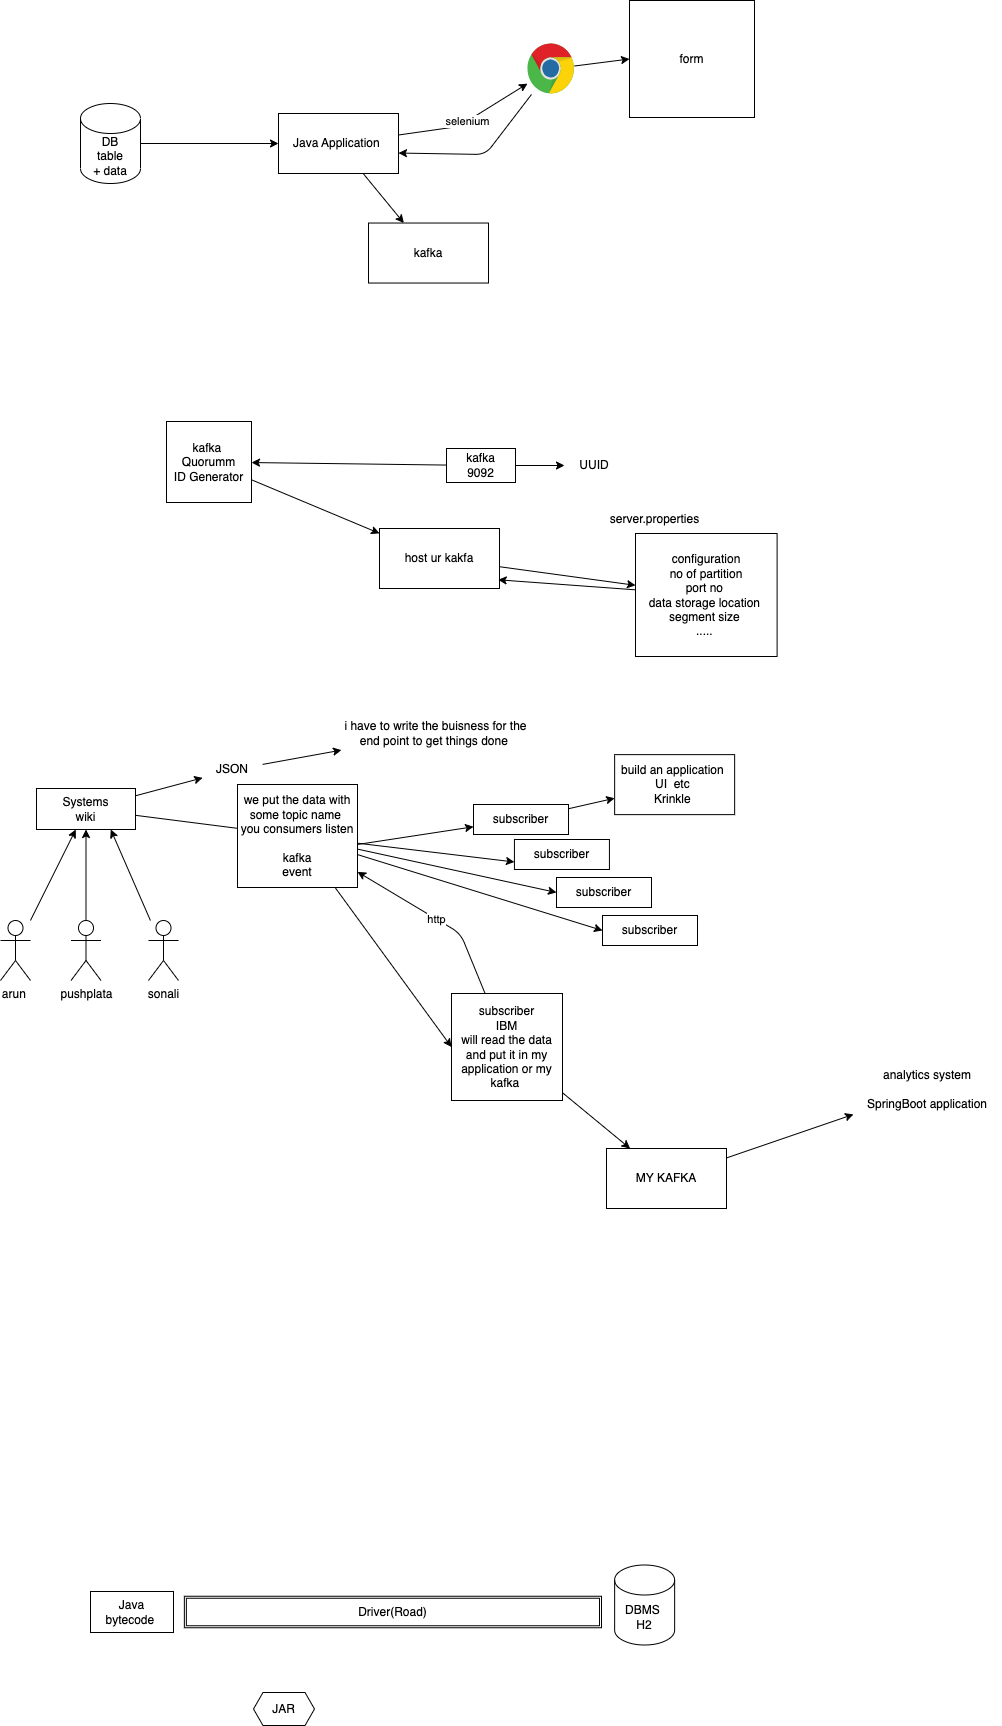 form
selenium
DB
table
+ data
Java Application
kafka
kafka
Quorumm
ID Generator
kafka
9092
UUID
server.properties
host ur kakfa
configuration
no of partition
port no
data storage location
segment size
.....
i have to write the buisness for the
end point to get things done
JSON
build an application
UI etc
Krinkle
Systems
wiki
we put the data with
some topic name
you consumers listen
kafka
event
subscriber
subscriber
subscriber
subscriber
http
arun
pushplata
sonali
subscriber
IBM
will read the data
and put it in my
application or my
kafka
analytics system
SpringBoot application
MY KAFKA
Java
bytecode
Driver(Road)
DBMS
H2
JAR